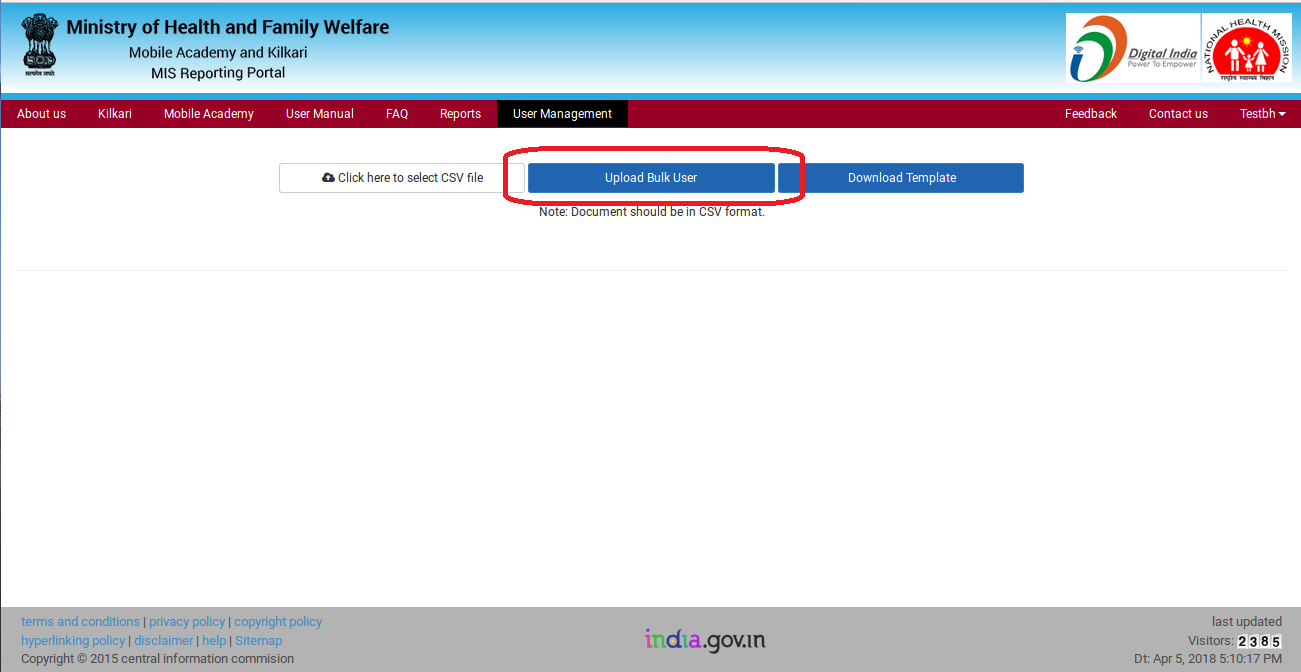 Ministry of Health and Family Welfare
Mobile Academy and Kilkari
MIS Reporting Portal
सत्यमेव जयते
Digital India
Power To Empower
NATIONAL HEALTH MISSION
राष्ट्रीय स्वास्थ्य मिशन
About us Kilkari Mobile Academy User Manual FAQ Reports User Management Feedback Contact us Testbh
Click here to select CSV file Upload Bulk User Download Template
Note: Document should be in CSV format.
terms and conditions | privacy policy | copyright policy
hyperlinking policy | disclaimer | help | Sitemap
Copyright © 2015 central information commision
india.gov.in
last updated
Visitors: 2385
Dt: Apr 5, 2018 5:10:17 PM